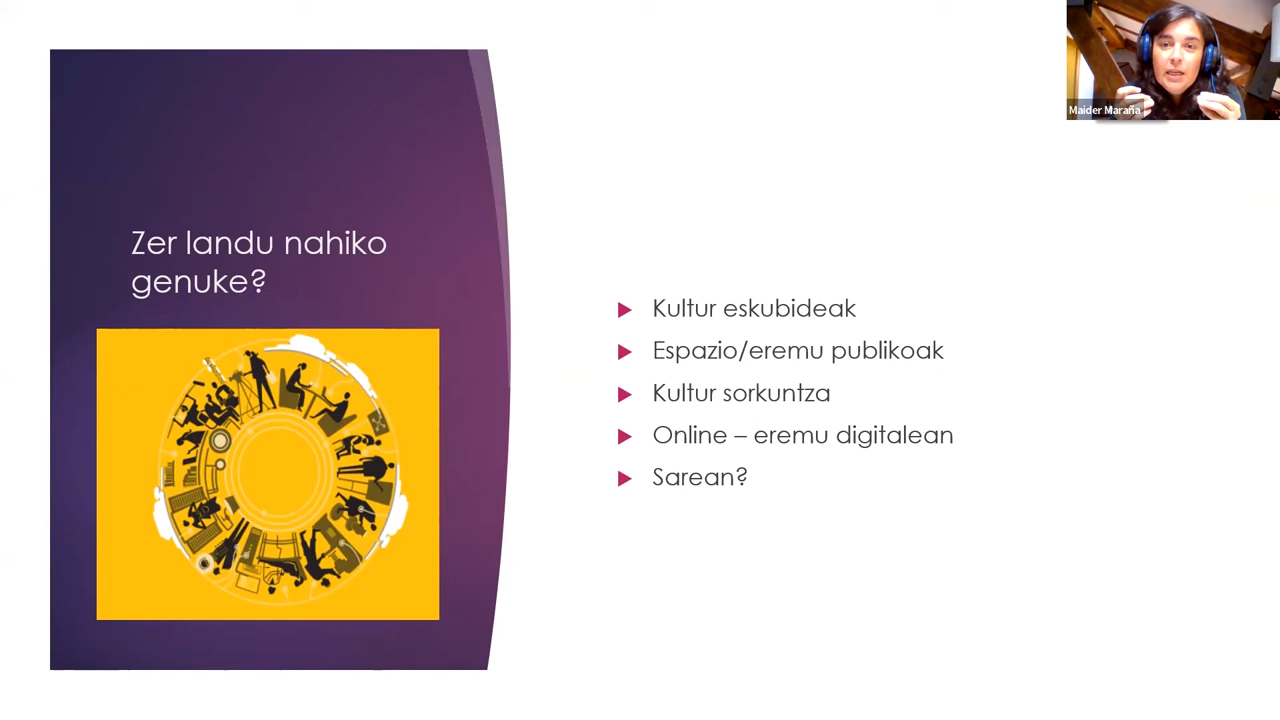 Maider Maraña
Zer landu nahiko
genuke?
Kultur eskubideak
Espazio/eremu publikoak
Kultur sorkuntza
Online – eremu digitalean
Sarean?